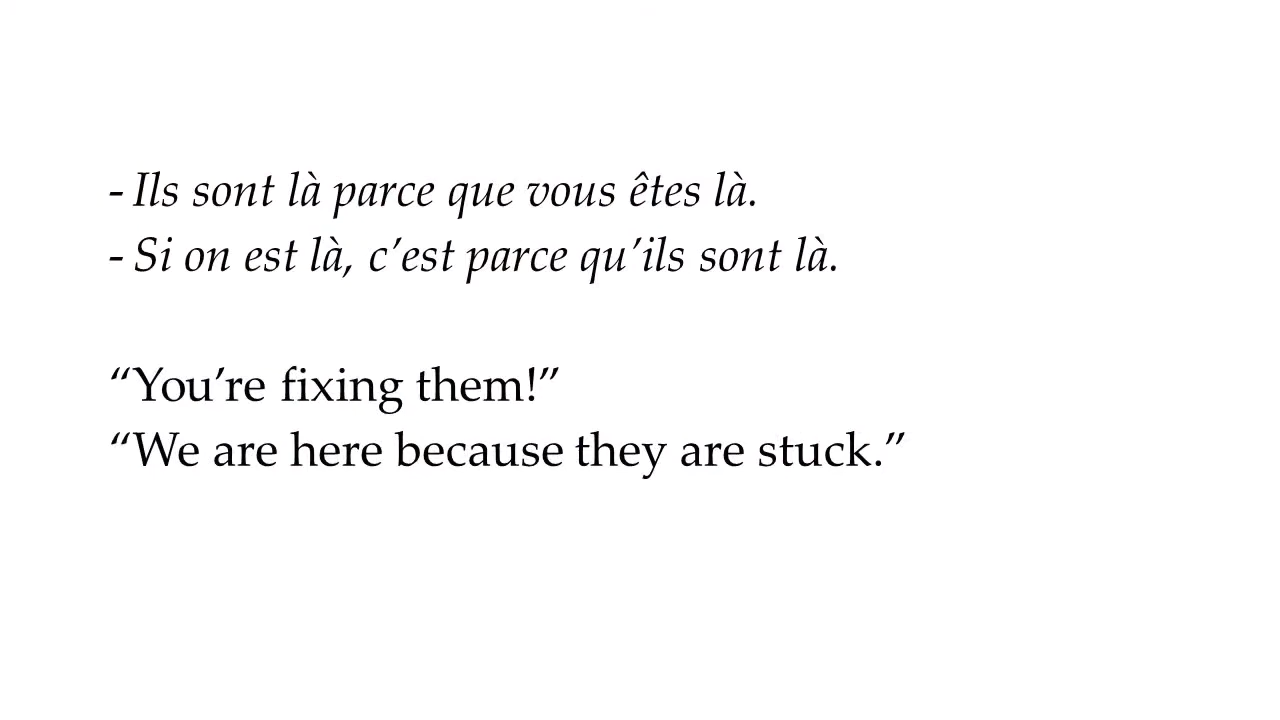 - Ils sont là parce que vous êtes là.
- Si on est là, c’est parce qu’ils sont là.
“You’re fixing them!”
“We are here because they are stuck.”